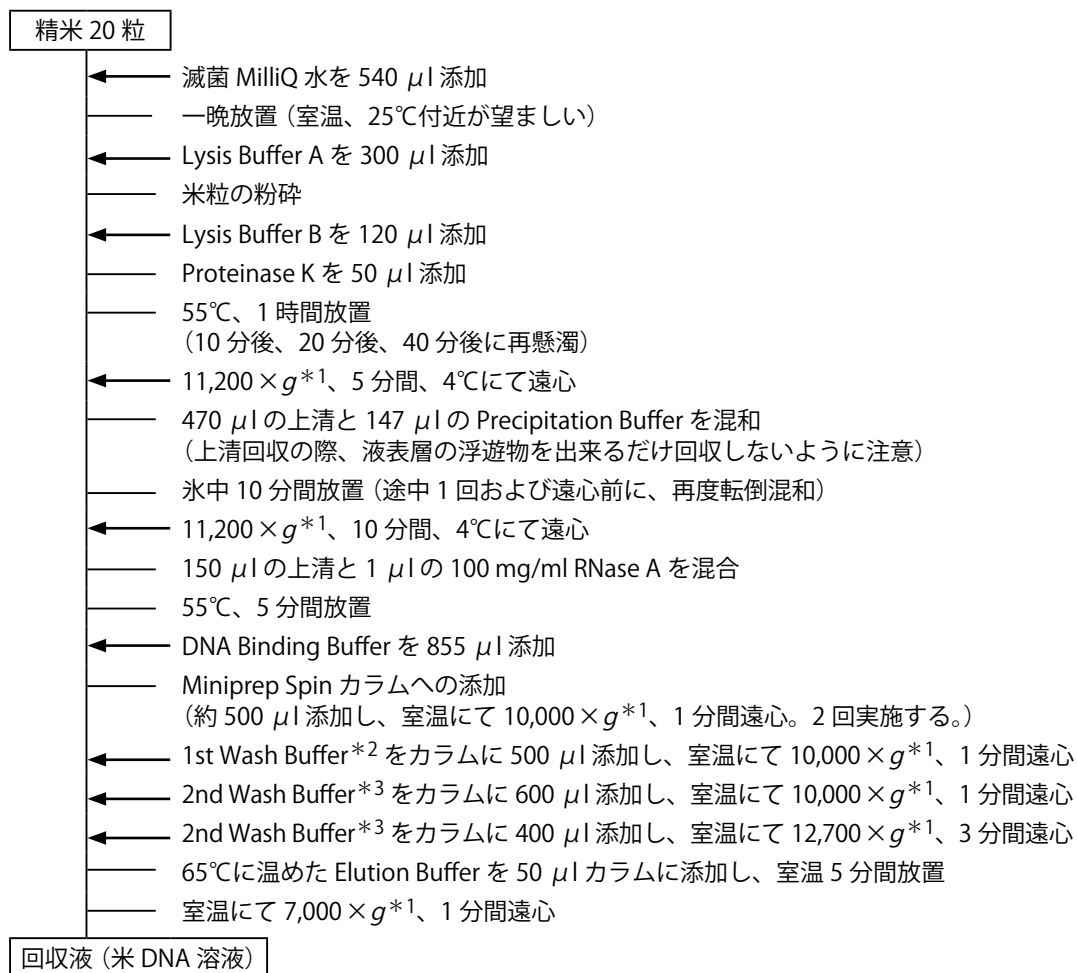 精米 20 粒
滅菌 MilliQ 水を 540 μl 添加
一晩放置（室温、25℃付近が望ましい）
Lysis Buffer A を 300 μl 添加
米粒の粉砕
Lysis Buffer B を 120 μl 添加
Proteinase K を 50 μl 添加
55℃、1 時間放置
（10 分後、20 分後、40 分後に再懸濁）
11,200×g＊1、5 分間、4℃にて遠心
470 μl の上清と 147 μl の Precipitation Buffer を混和
（上清回収の際、液表層の浮遊物を出来るだけ回収しないように注意）
氷中 10 分間放置（途中 1 回および遠心前に、再度転倒混和）
11,200×g＊1、10 分間、4℃にて遠心
150 μl の上清と 1 μl の 100 mg/ml RNase A を混合
55℃、5 分間放置
DNA Binding Buffer を 855 μl 添加
Miniprep Spin カラムへの添加
（約 500 μl 添加し、室温にて 10,000×g＊1、1 分間遠心。2 回実施する。）
1st Wash Buffer＊2 をカラムに 500 μl 添加し、室温にて 10,000×g＊1、1 分間遠心
2nd Wash Buffer＊3 をカラムに 600 μl 添加し、室温にて 10,000×g＊1、1 分間遠心
2nd Wash Buffer＊3 をカラムに 400 μl 添加し、室温にて 12,700×g＊1、3 分間遠心
65℃に温めた Elution Buffer を 50 μl カラムに添加し、室温 5 分間放置
室温にて 7,000×g＊1、1 分間遠心
回収液（米 DNA 溶液）